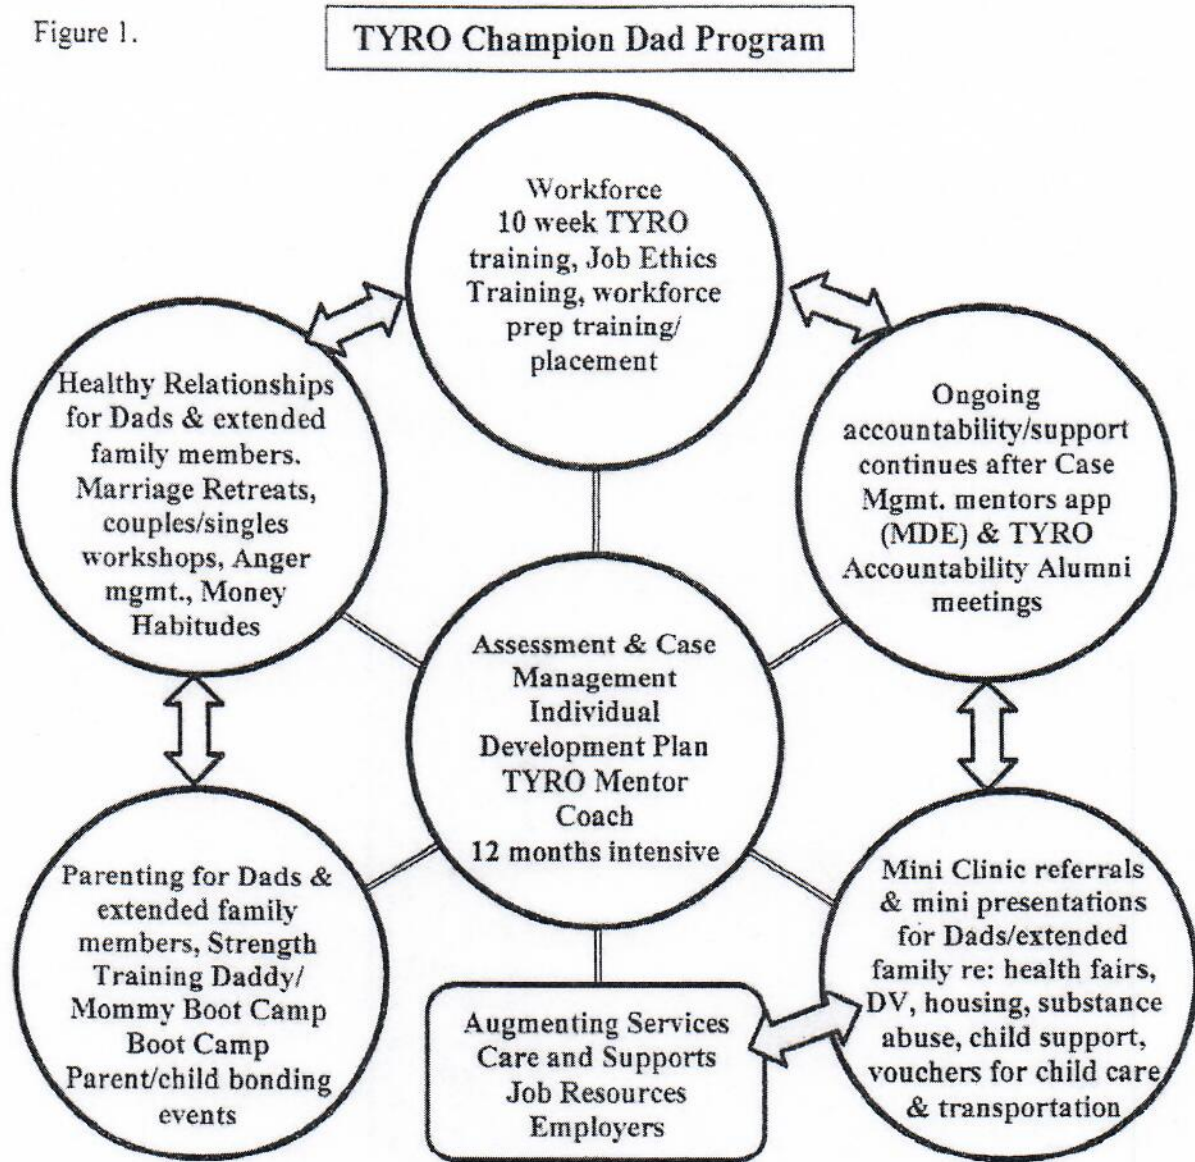 Figure 1.
TYRO Champion Dad Program
Workforce
10 week TYRO
training, Job Ethics
Training, workforce
prep training/
placement
Healthy Relationships
for Dads & extended
family members.
Marriage Retreats,
couples/singles
workshops, Anger
mgmt., Money
Habitudes
Ongoing
accountability/support
continues after Case
Mgmt. mentors app
(MDE) & TYRO
Accountability Alumni
meetings
Assessment & Case
Management
Individual
Development Plan
TYRO Mentor
Coach
12 months intensive
Parenting for Dads &
extended family
members, Strength
Training Daddy/
Mommy Boot Camp
Boot Camp
Parent/child bonding
events
Augmenting Services
Care and Supports
Job Resources
Employers
Mini Clinic referrals
& mini presentations
for Dads/extended
family re: health fairs,
DV, housing, substance
abuse, child support,
vouchers for child care
& transportation